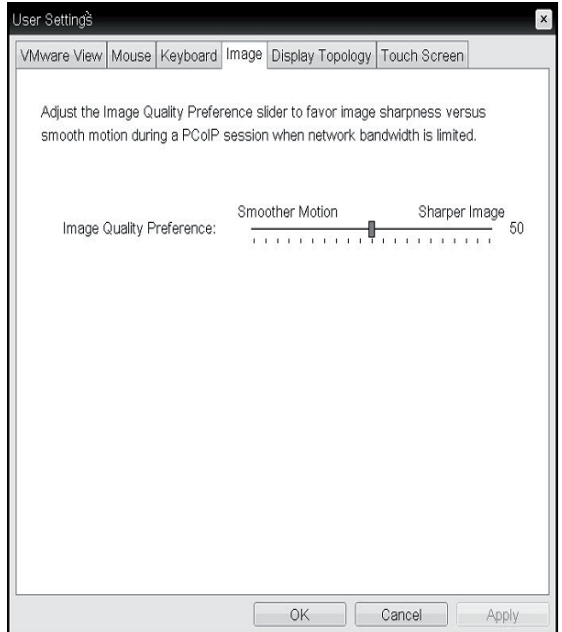 User Settings
VMware View Mouse Keyboard Image Display Topology Touch Screen
Adjust the Image Quality Preference slider to favor image sharpness versus
smooth motion during a PCoIP session when network bandwidth is limited.
Smoother Motion Sharper Image
Image Quality Preference: 50
OK Cancel Apply